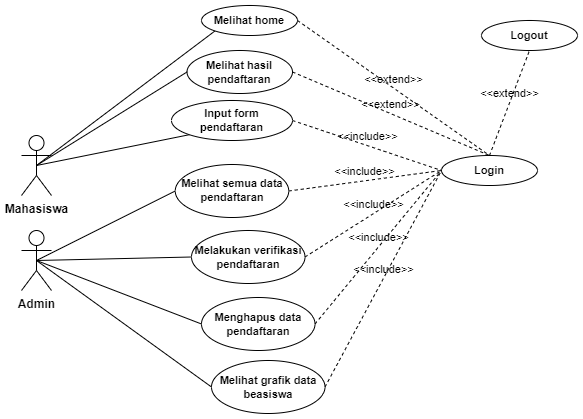 Melihat home
Logout
Melihat hasil
pendaftaran
<<extend>>
<<extend>>
<<extend>>
Input form
pendaftaran
<<include>>
Mahasiswa
Melihat semua data
pendaftaran
<<include>>
Login
<<include>>
Melakukan verifikasi
pendaftaran
<<include>>
<<include>>
Admin
Menghapus data
pendaftaran
Melihat grafik data
beasiswa